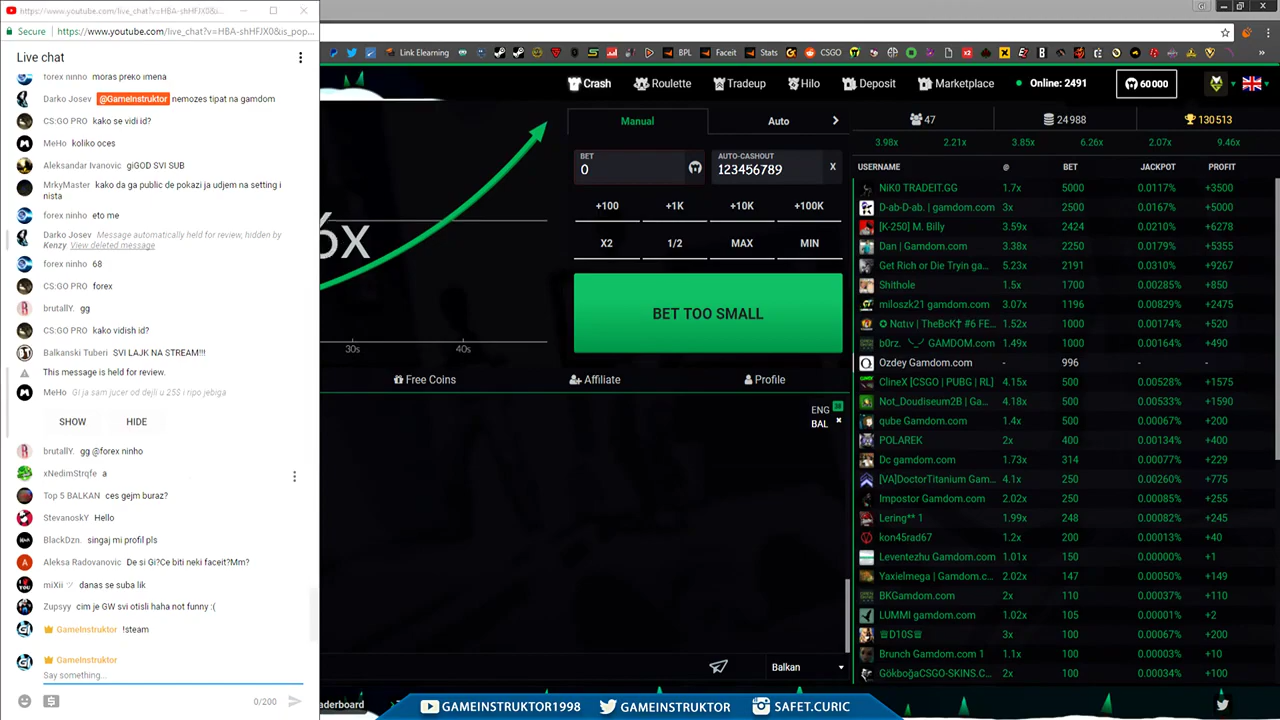 https://www.youtube.com/live_chat?v=HBA-shHFJX0&i...
Secure https://www.youtube.com/live_chat?v=HBA-shHFJX0&is_pop...
Live chat
forex ninho moras preko imena
Darko Josev @GameInstruktor nemozes tipat na gamdom
CS:GO PRO kako se vidi id?
MeHo koliko oces
Aleksandar Ivanovic giGOD SVI SUB
MrkyMaster kako da ga public de pokazi ja udjem na setting i
nista
forex ninho eto me
Darko Josev Message automatically held for review, hidden by
Kenzy. View deleted message
forex ninho 68
CS:GO PRO forex
brutallY. gg
CS:GO PRO kako vidish id?
Balkanski Tuberi SVI LAJK NA STREAM!!!
This message is held for review.
MeHo GI ja sam jucer od dejli u 25$ i ripo jebiga
SHOW HIDE
brutallY. gg @forex ninho
xNedimStrqfe a
Top 5 BALKAN ces gejm buraz?
StevanoskY Hello
BlackDzn. singaj mi profil pls
Aleksa Radovanovic De si Gi?Ce biti neki faceit?Mm?
miXii ツ danas se suba lik
Zupsyy cim je GW svi otisli haha not funny :(
GameInstruktor !steam
GameInstruktor
Say something...
0/200
Link Elearning BPL Faceit Stats CSGO
Crash Roulette Tradeup Hilo Deposit Marketplace Online: 2491 60000
Manual Auto
BET
0
AUTO-CASHOUT
123456789 X
+100 +1K +10K +100K
X2 1/2 MAX MIN
BET TOO SMALL
6x
30s 40s
Free Coins Affiliate Profile
ENG
BAL
Balkan
47 24 988 130 513
3.98x 2.21x 3.85x 6.26x 2.07x 9.46x
USERNAME @ BET JACKPOT PROFIT
NiK0 TRADEIT.GG 1.7x 5000 0.0117% +3500
D-ab-D-ab. | gamdom.com 3x 2500 0.0167% +5000
[K-250] M. Billy 3.59x 2424 0.0210% +6278
Dan | Gamdom.com 3.38x 2250 0.0179% +5355
Get Rich or Die Tryin ga... 5.23x 2191 0.0310% +9267
Shithole 1.5x 1700 0.00285% +850
miloszk21 gamdom.com 3.07x 1196 0.00829% +2475
✪ Natιv | TheBcK✝ #6 FE... 1.52x 1000 0.00174% +520
b0rz. ╰‿╯ GAMDOM.COM 1.49x 1000 0.00164% +490
Ozdey Gamdom.com - 996 - -
ClineX [CSGO | PUBG | RL] 4.15x 500 0.00528% +1575
Not_Doudiseum2B | Ga... 4.18x 500 0.00533% +1590
qube Gamdom.com 1.4x 500 0.00067% +200
POLAREK 2x 400 0.00134% +400
Dc gamdom.com 1.73x 314 0.00077% +229
[VA]DoctorTitanium Gam... 4.1x 250 0.00260% +775
Impostor Gamdom.com 2.02x 250 0.00085% +255
Lering** 1 1.99x 248 0.00082% +245
kon45rad67 1.2x 200 0.00013% +40
Leventezhu Gamdom.com 1.01x 150 0.00000% +1
Yaxielmega | Gamdom.c... 2.02x 147 0.00050% +149
BKGamdom.com 2x 110 0.00037% +110
LUMMI gamdom.com 1.02x 105 0.00000% +2
♕D10S♕ 3x 100 0.00067% +200
Brunch Gamdom.com 1 1.1x 100 0.00003% +10
GökboğaCSGO-SKINS.C... 1.74x 100 0.00025% +74
aderboard
GAMEINSTRUKTOR1998 GAMEINSTRUKTOR SAFET.CURIC